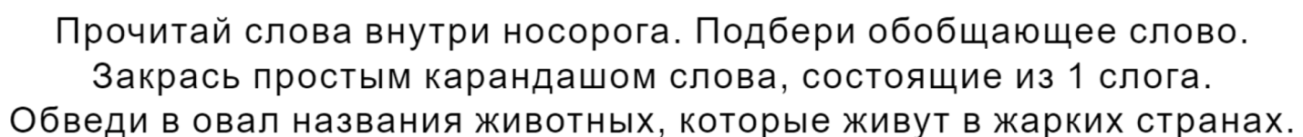 Прочитай слова внутри носорога. Подбери обобщающее слово.
Закрась простым карандашом слова, состоящие из 1 слога.
Обведи в овал названия животных, которые живут в жарких странах.